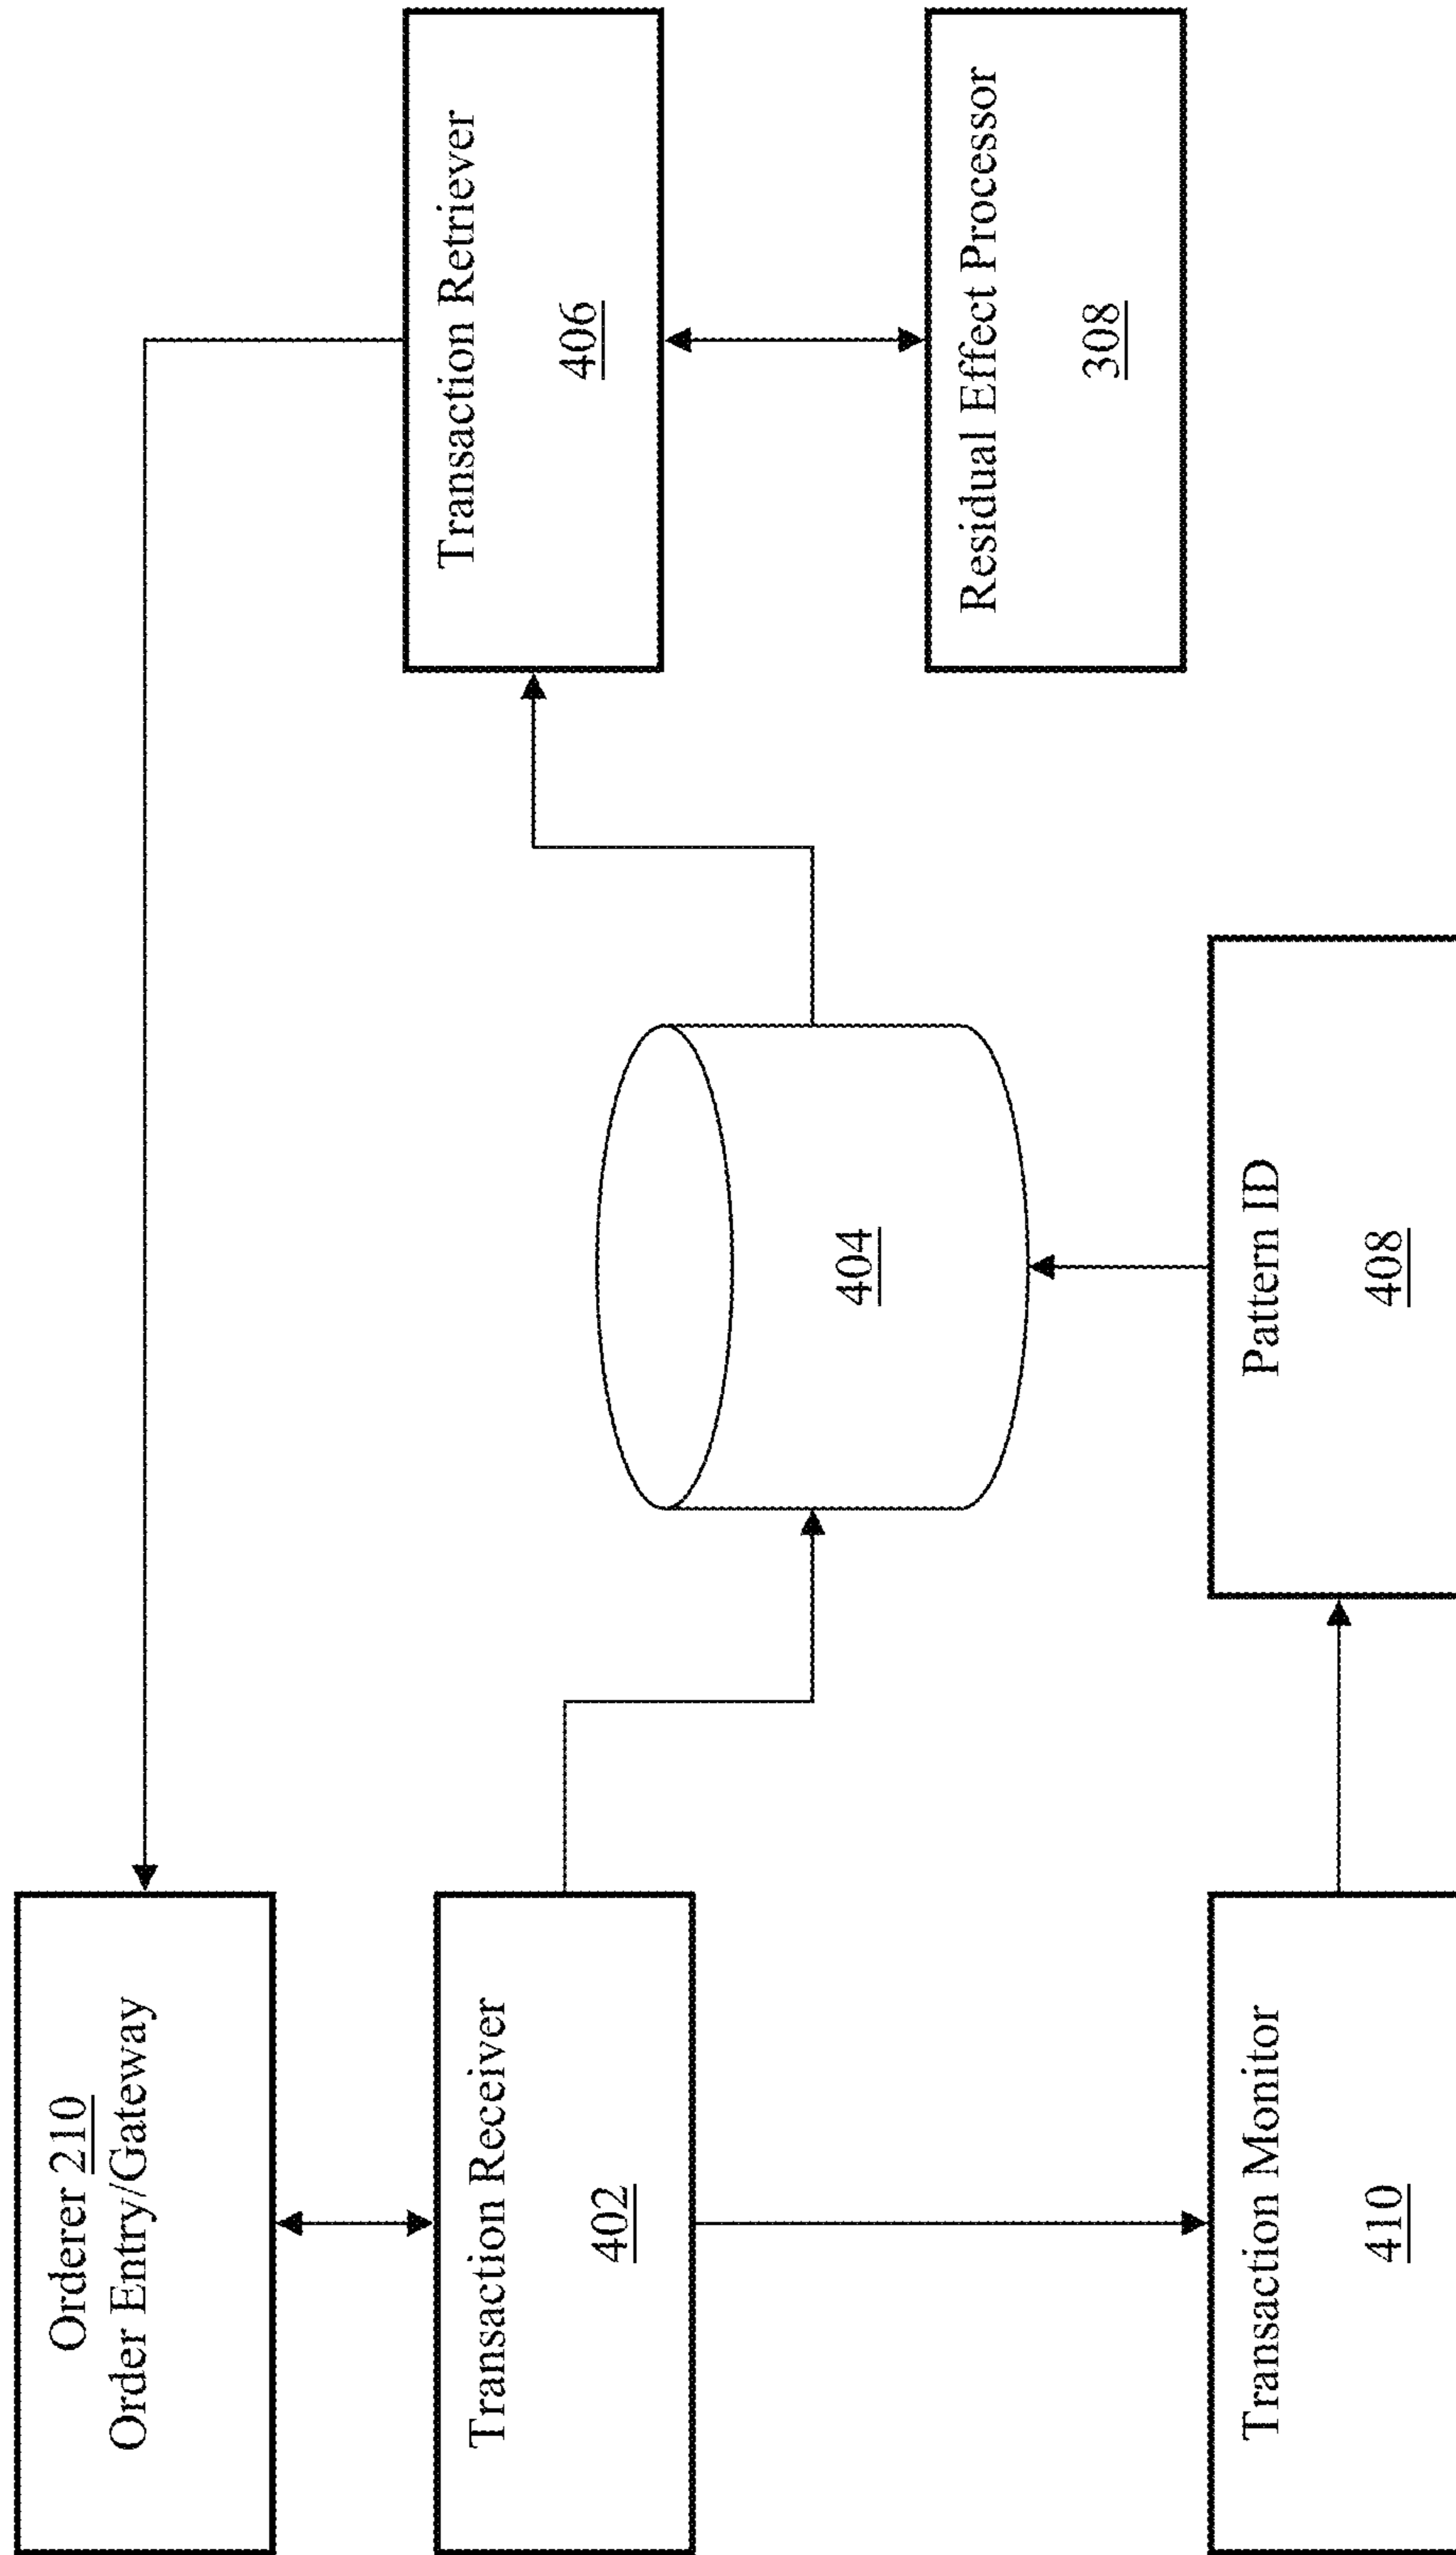 Orderer 210
Order Entry/Gateway
Transaction Receiver
402
Transaction Monitor
410
404
Pattern ID
408
Transaction Retriever
406
Residual Effect Processor
308